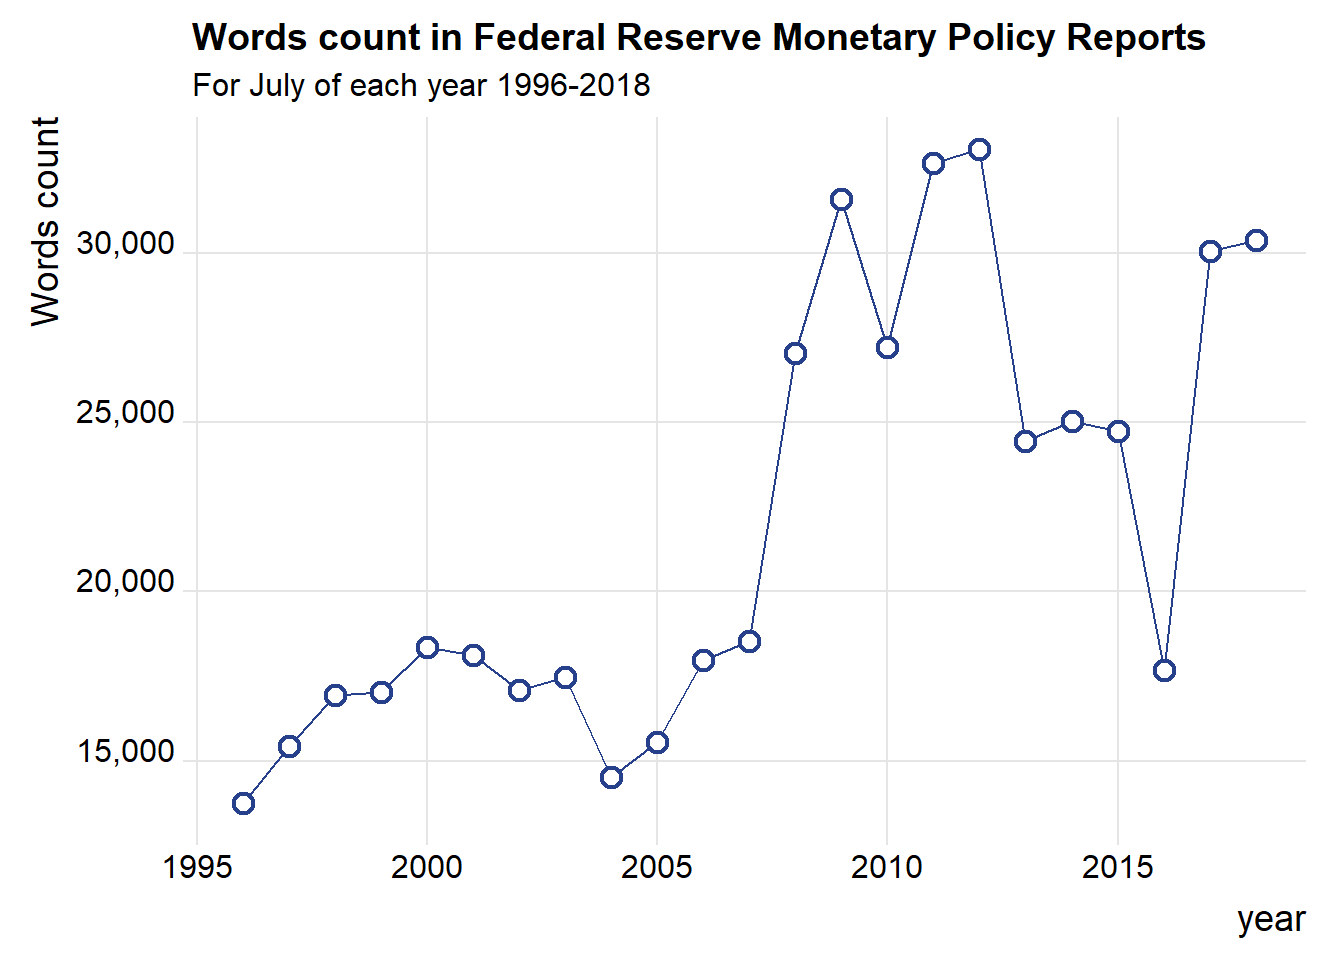 Words count in Federal Reserve Monetary Policy Reports
For July of each year 1996-2018
Words count
30,000
25,000
20,000
15,000
1995 2000 2005 2010 2015
year